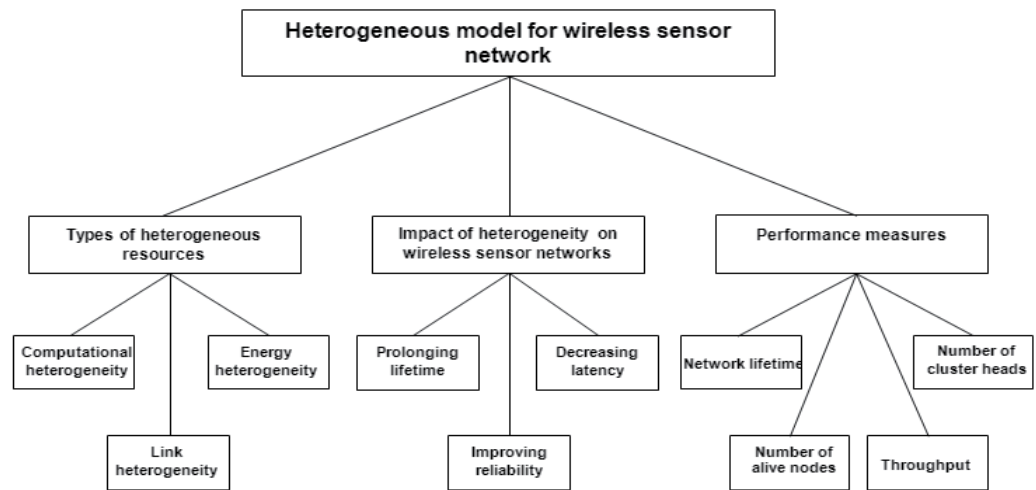 Heterogeneous model for wireless sensor
network
Types of heterogeneous
resources
Impact of heterogeneity on
wireless sensor networks
Performance measures
Computational
heterogeneity
Energy
heterogeneity
Link
heterogeneity
Prolonging
lifetime
Decreasing
latency
Improving
reliability
Network lifetime
Number of
cluster heads
Number of
alive nodes
Throughput